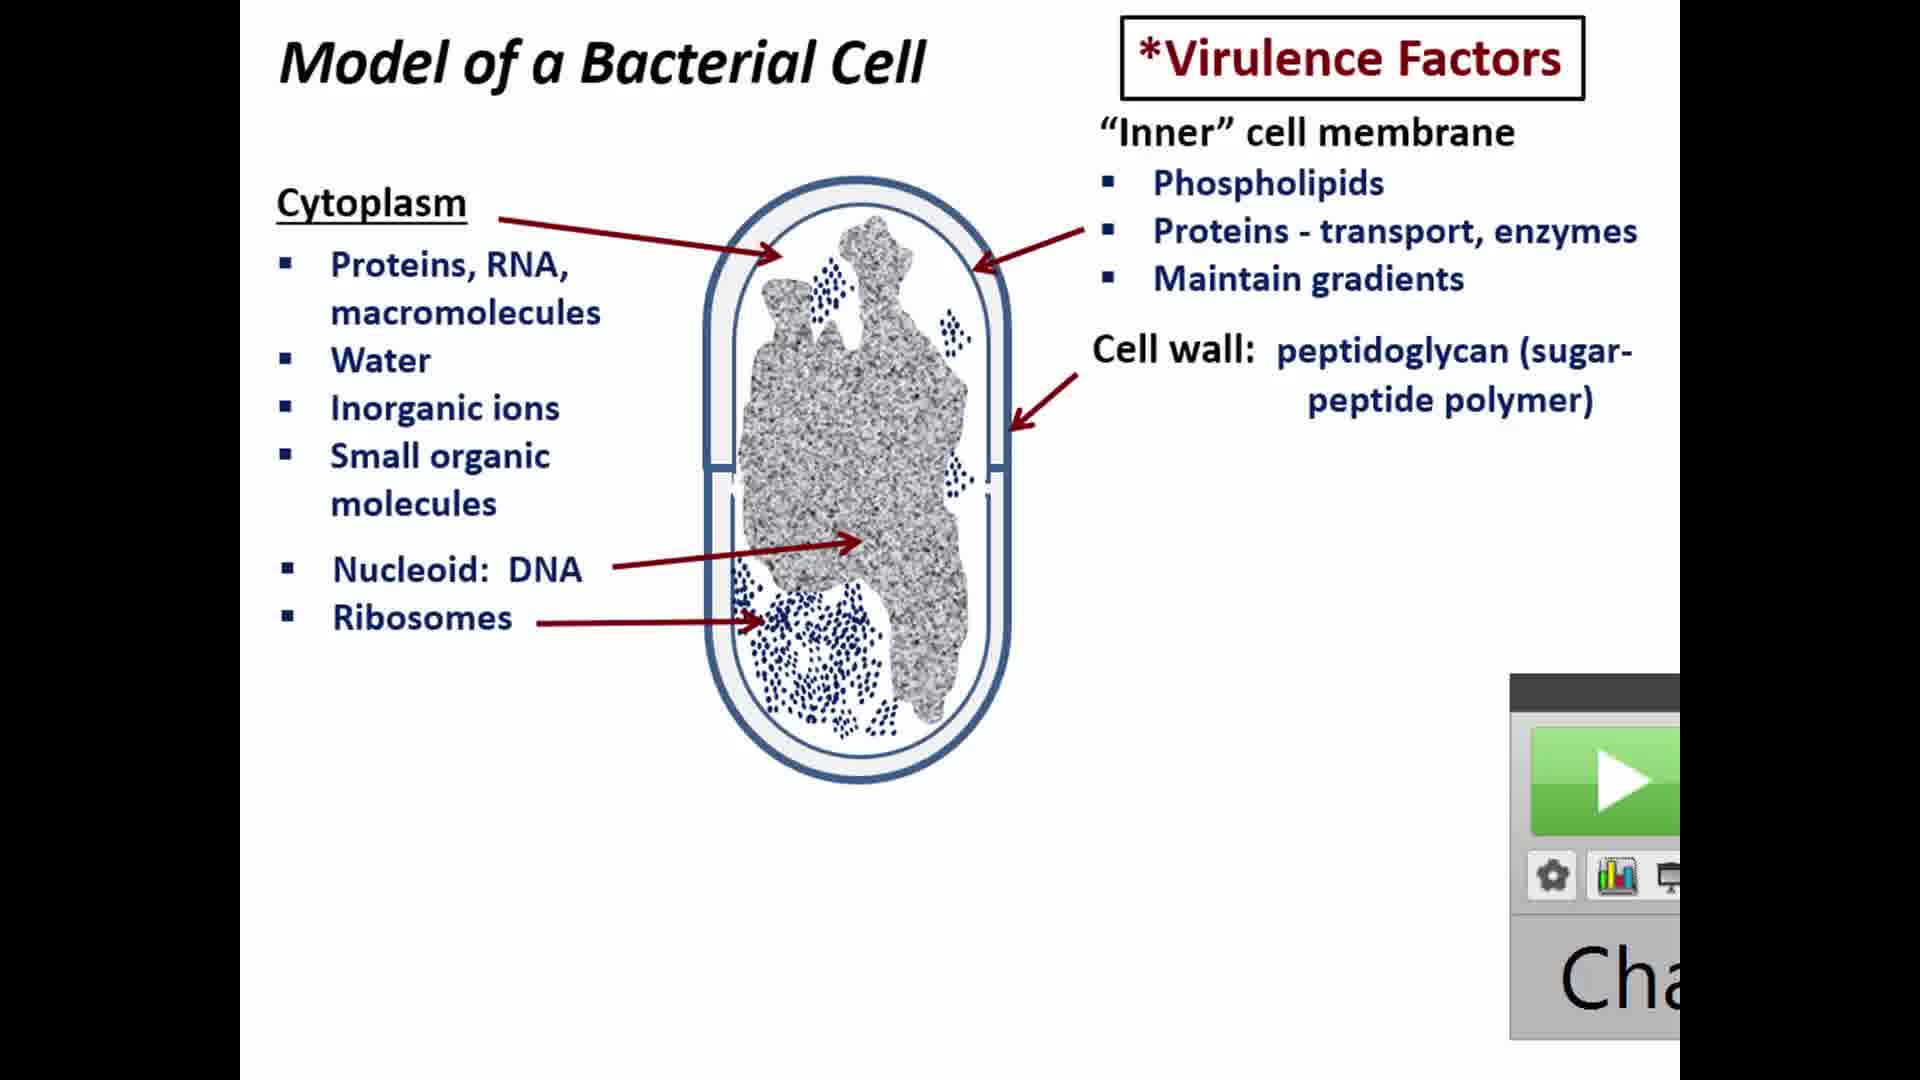 Model of a Bacterial Cell
*Virulence Factors
Cytoplasm
▪ Proteins, RNA,
macromolecules
▪ Water
▪ Inorganic ions
▪ Small organic
molecules
▪ Nucleoid: DNA
▪ Ribosomes
“Inner” cell membrane
▪ Phospholipids
▪ Proteins - transport, enzymes
▪ Maintain gradients
Cell wall: peptidoglycan (sugar-
peptide polymer)
Cha